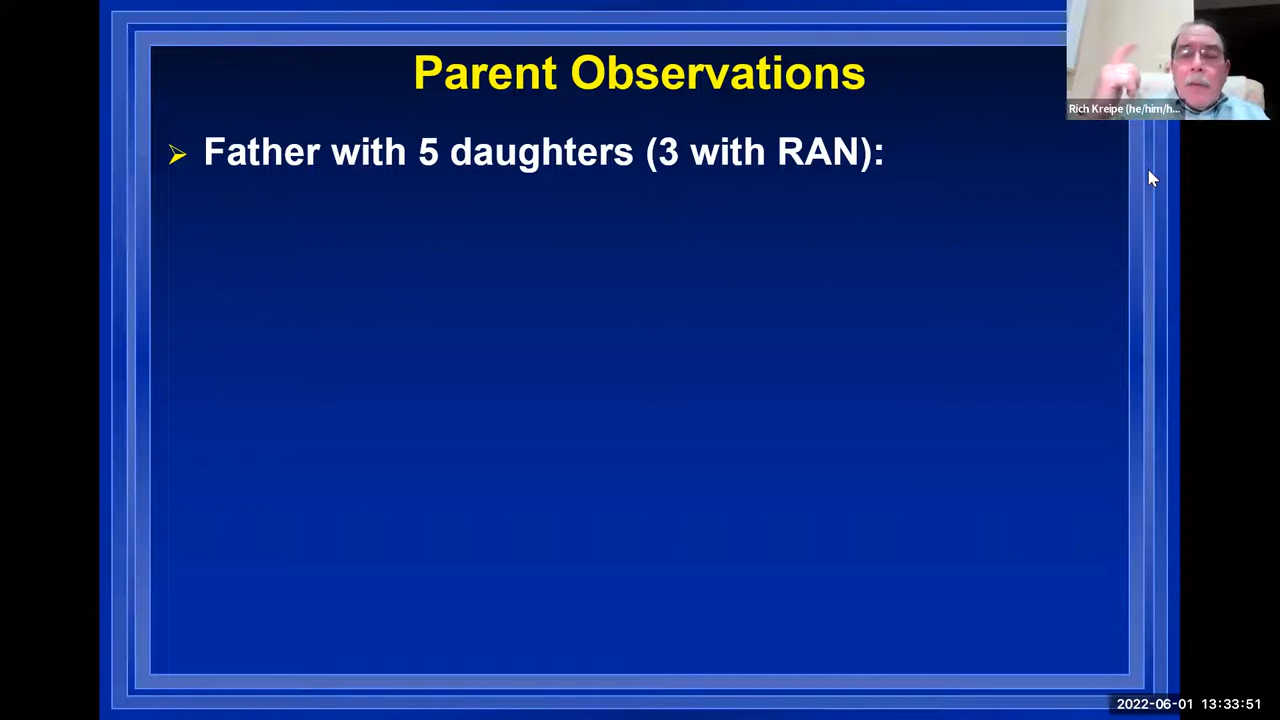 Parent Observations
Rich Kreipe (he/him/h...
Father with 5 daughters (3 with RAN):
2022-06-01 13:33:51